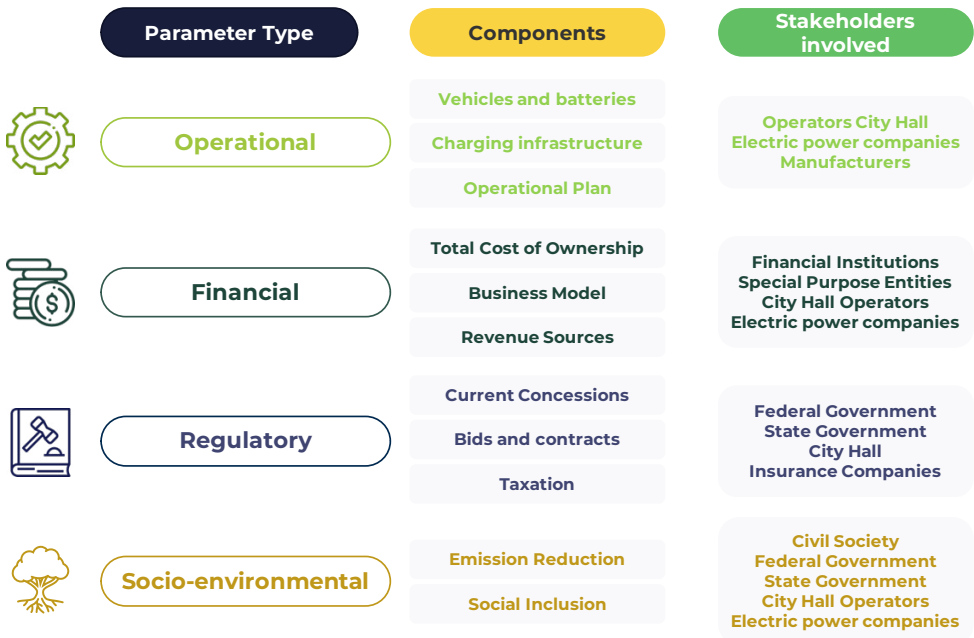 Parameter Type
Components
Stakeholders
involved
Operational
Vehicles and batteries
Charging infrastructure
Operational Plan
Operators City Hall
Electric power companies
Manufacturers
Financial
Total Cost of Ownership
Business Model
Revenue Sources
Financial Institutions
Special Purpose Entities
City Hall Operators
Electric power companies
Regulatory
Current Concessions
Bids and contracts
Taxation
Federal Government
State Government
City Hall
Insurance Companies
Socio-environmental
Emission Reduction
Social Inclusion
Civil Society
Federal Government
State Government
City Hall Operators
Electric power companies